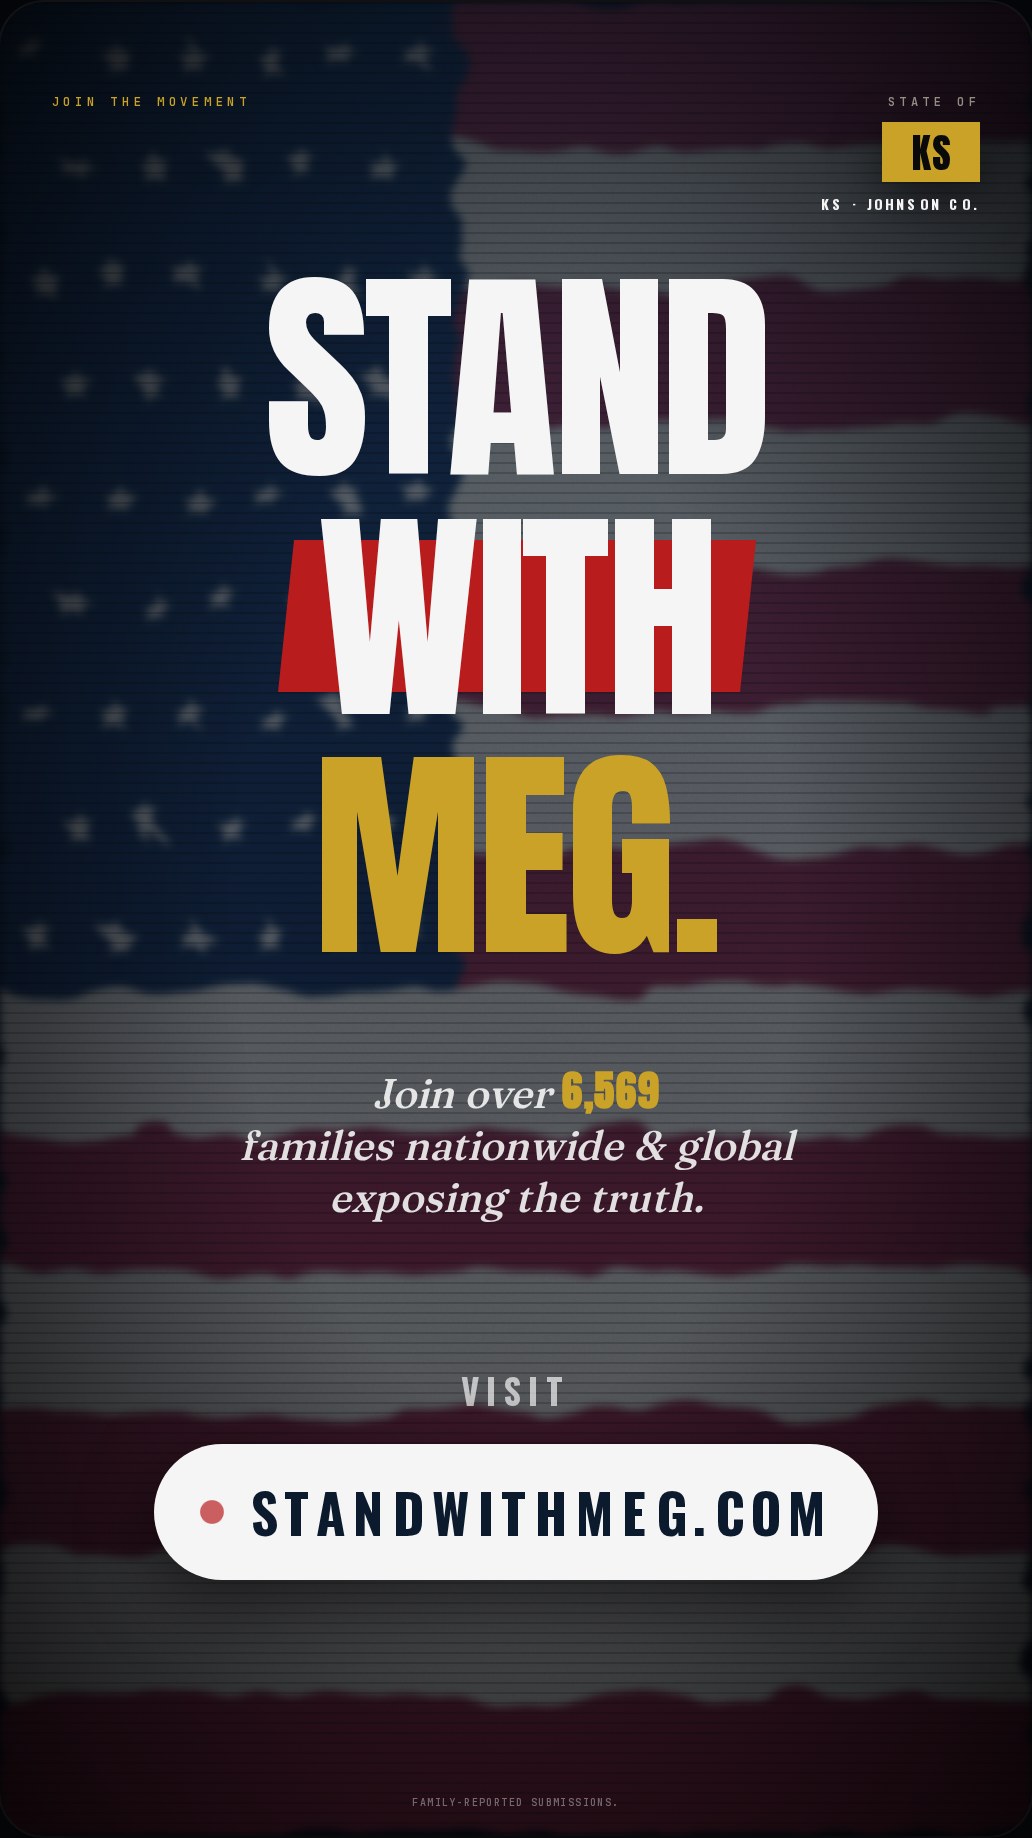 JOIN THE MOVEMENT
STATE OF
KS
KS · JOHNSON CO.
STAND
WITH
MEG.
Join over 6,569
families nationwide & global
exposing the truth.
VISIT
STANDWITHMEG.COM
FAMILY-REPORTED SUBMISSIONS.